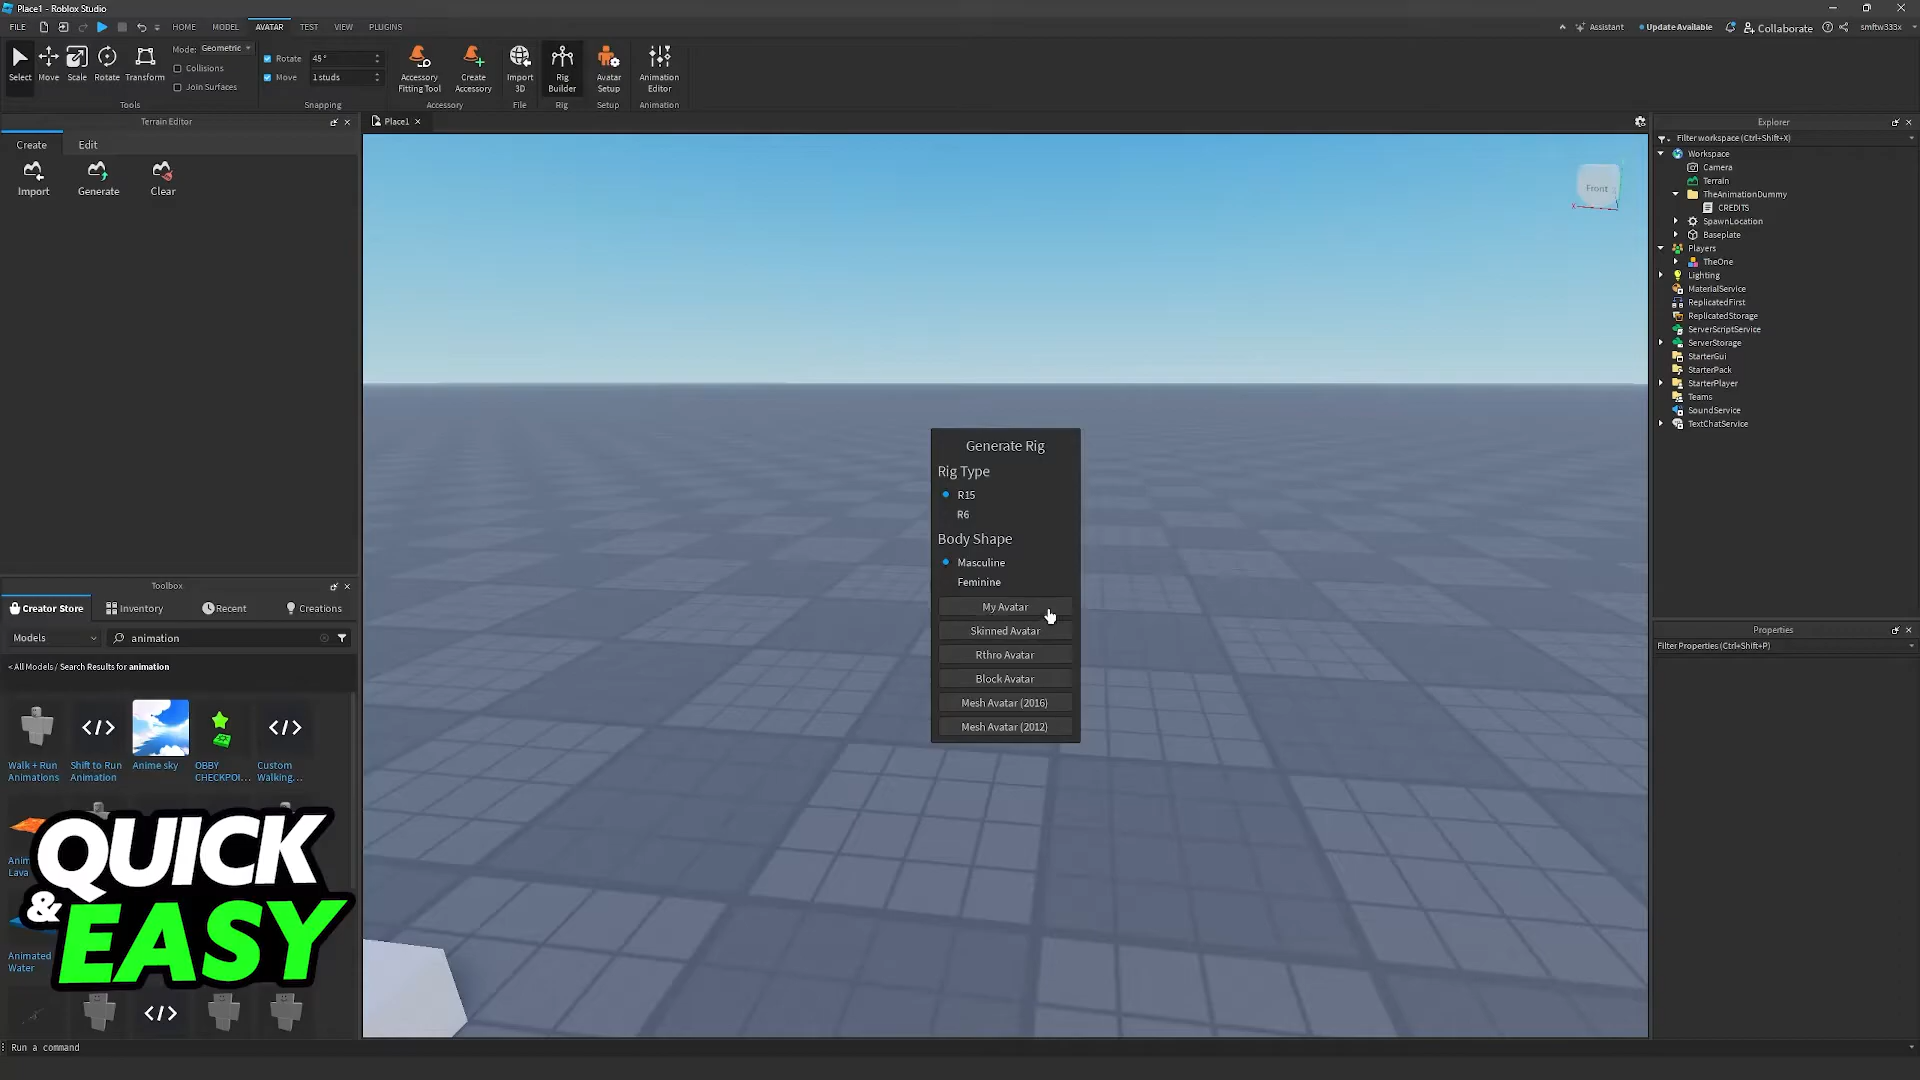 Place1 - Roblox Studio
FILE HOME MODEL AVATAR TEST VIEW PLUGINS
Assistant Update Available Collaborate smftw333x
Select Move Scale Rotate Transform
Mode: Geometric
Collisions
Join Surfaces
Tools
Rotate 45°
Move 1 studs
Snapping
Accessory Fitting Tool
Create Accessory
Accessory
Import 3D
File
Rig Builder
Rig
Avatar Setup
Setup
Animation Editor
Animation
Terrain Editor
Create Edit
Import Generate Clear
Place1
Front
X
Generate Rig
Rig Type
R15
R6
Body Shape
Masculine
Feminine
My Avatar
Skinned Avatar
Rthro Avatar
Block Avatar
Mesh Avatar (2016)
Mesh Avatar (2012)
Explorer
Filter workspace (Ctrl+Shift+X)
Workspace
Camera
Terrain
TheAnimationDummy
CREDITS
SpawnLocation
Baseplate
Players
TheOne
Lighting
MaterialService
ReplicatedFirst
ReplicatedStorage
ServerScriptService
ServerStorage
StarterGui
StarterPack
StarterPlayer
Teams
SoundService
TextChatService
Properties
Filter Properties (Ctrl+Shift+P)
Toolbox
Creator Store Inventory Recent Creations
Models animation
< All Models / Search Results for animation
Walk + Run Animations
Shift to Run Animation
Anime sky
OBBY CHECKPOI...
Custom Walking...
Lava
Animated Water
QUICK
& EASY
Run a command